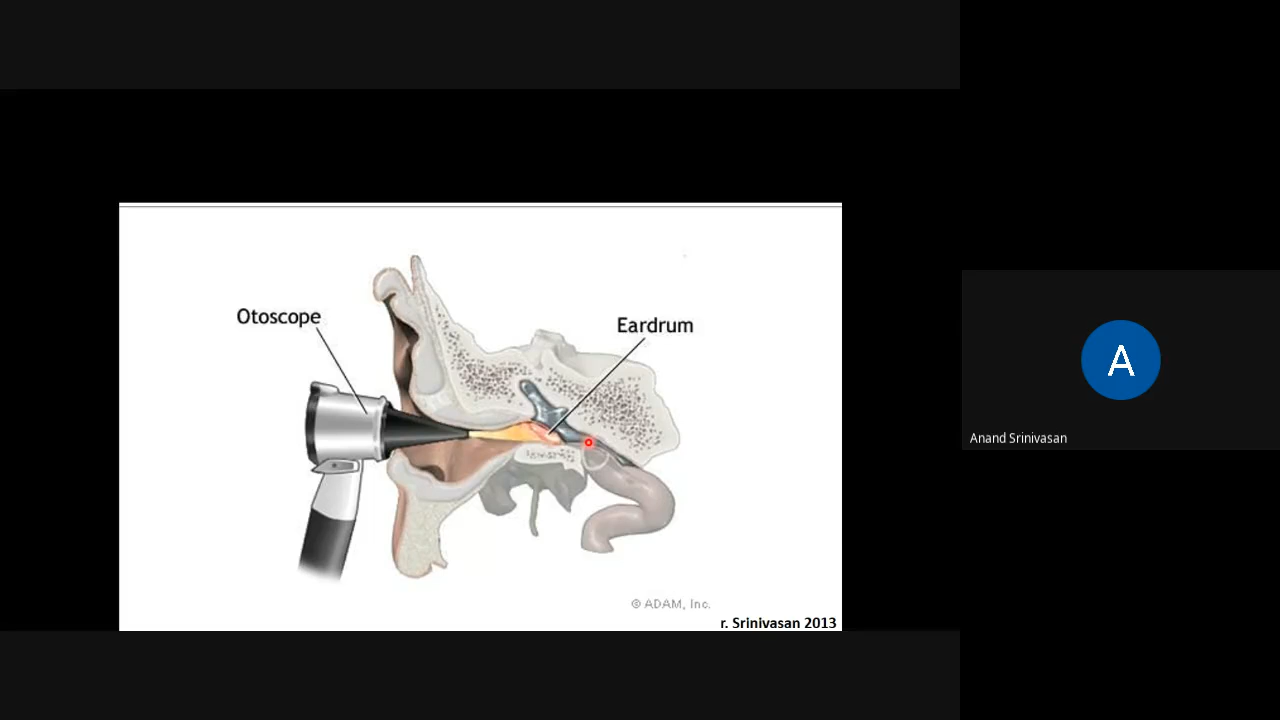 Otoscope
Eardrum
© ADAM, Inc.
r. Srinivasan 2013
A
Anand Srinivasan